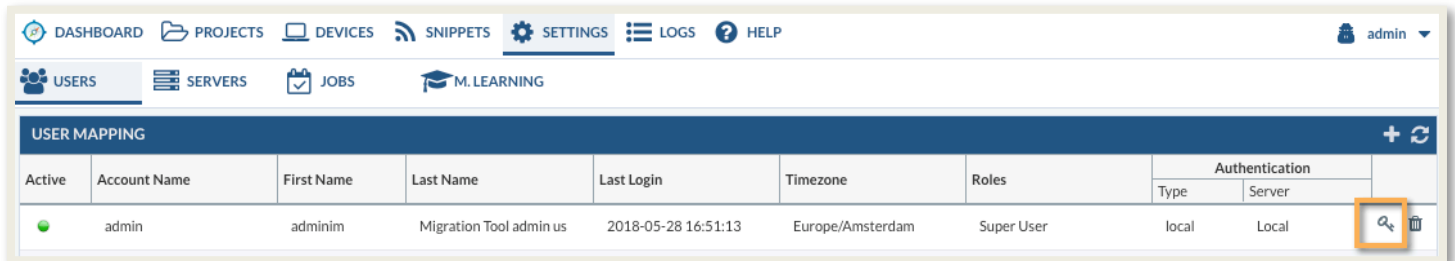 DASHBOARD PROJECTS DEVICES SNIPPETS SETTINGS LOGS HELP admin
USERS SERVERS JOBS M. LEARNING
USER MAPPING
Active Account Name First Name Last Name Last Login Timezone Roles Authentication
Type Server
admin adminim Migration Tool admin us 2018-05-28 16:51:13 Europe/Amsterdam Super User local Local